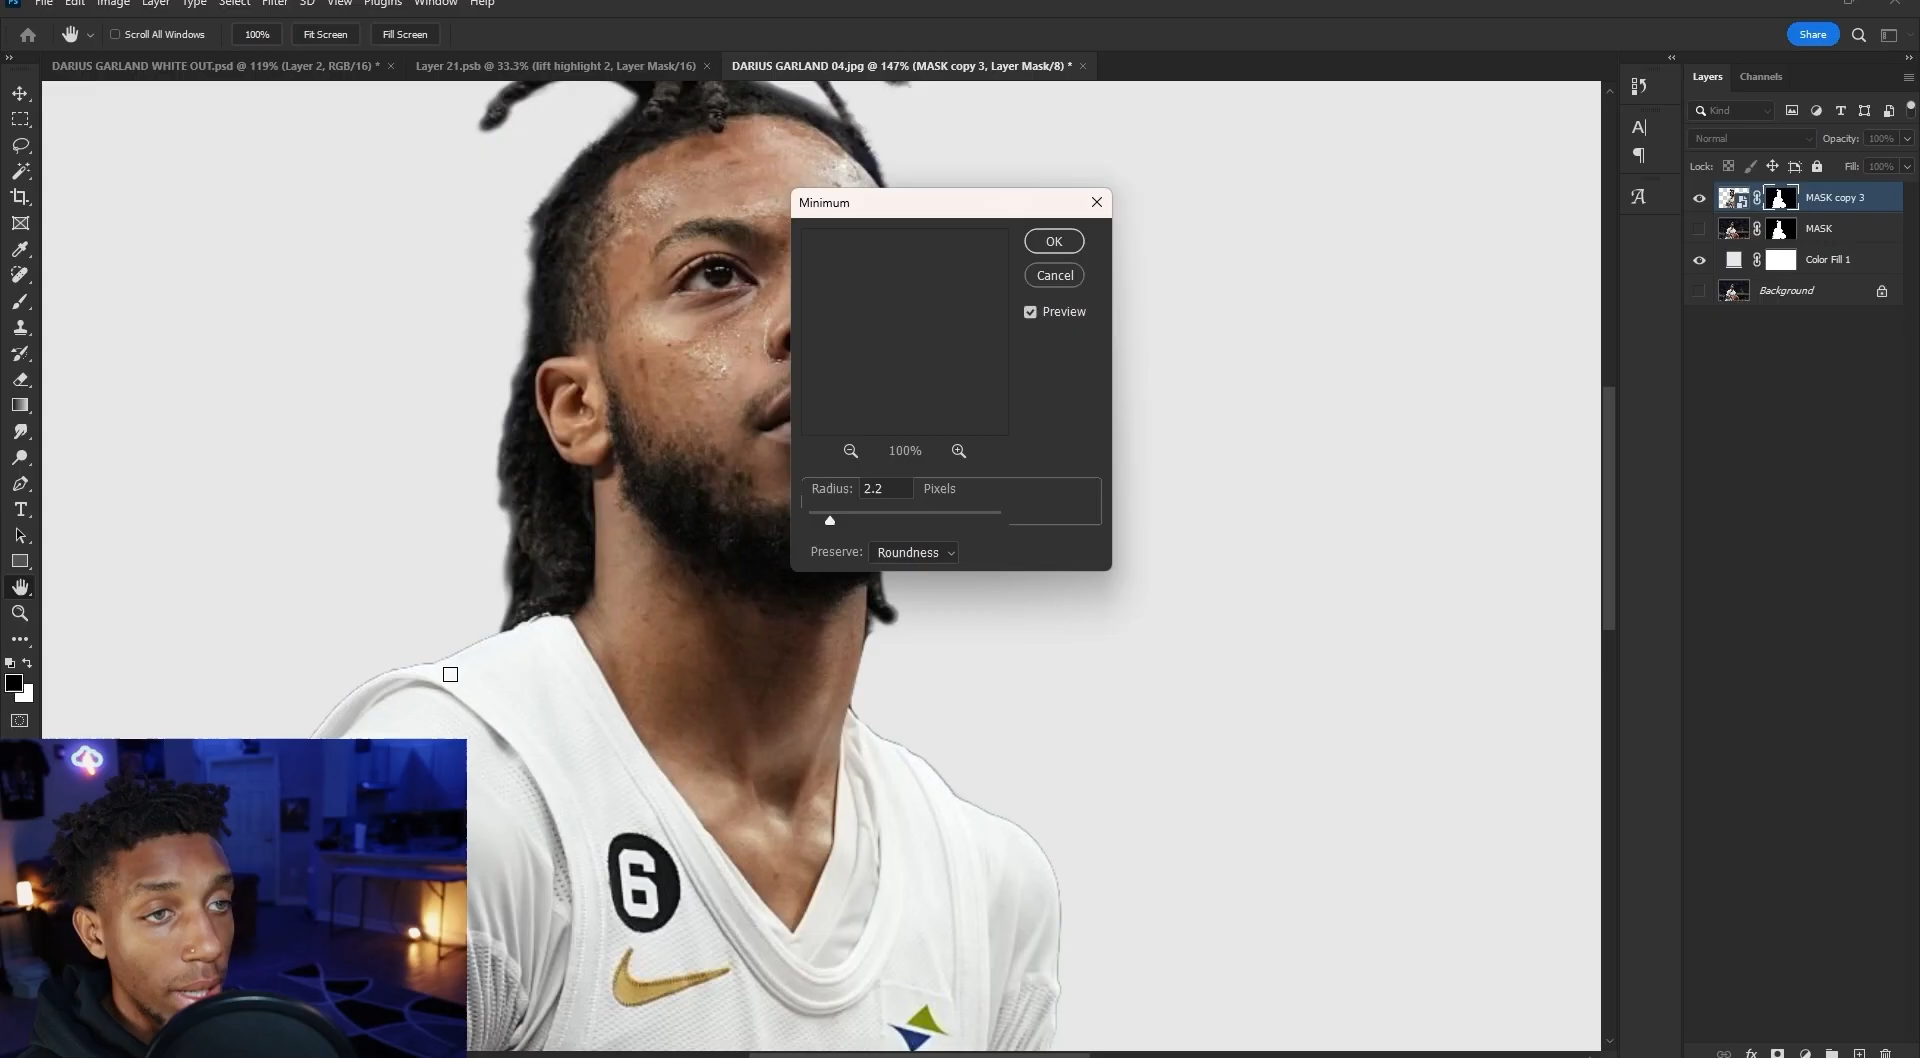 Ps File Edit Image Layer Type Select Filter 3D View Plugins Window Help
Scroll All Windows 100% Fit Screen Fill Screen Share
DARIUS GARLAND WHITE OUT.psd @ 119% (Layer 2, RGB/16) * × Layer 21.psb @ 33.3% (lift highlight 2, Layer Mask/16) × DARIUS GARLAND 04.jpg @ 147% (MASK copy 3, Layer Mask/8) * ×
Layers Channels
Kind
Normal Opacity: 100%
Lock: Fill: 100%
MASK copy 3
MASK
Color Fill 1
Background
Minimum
OK
Cancel
Preview
100%
Radius: 2.2 Pixels
Preserve: Roundness
6